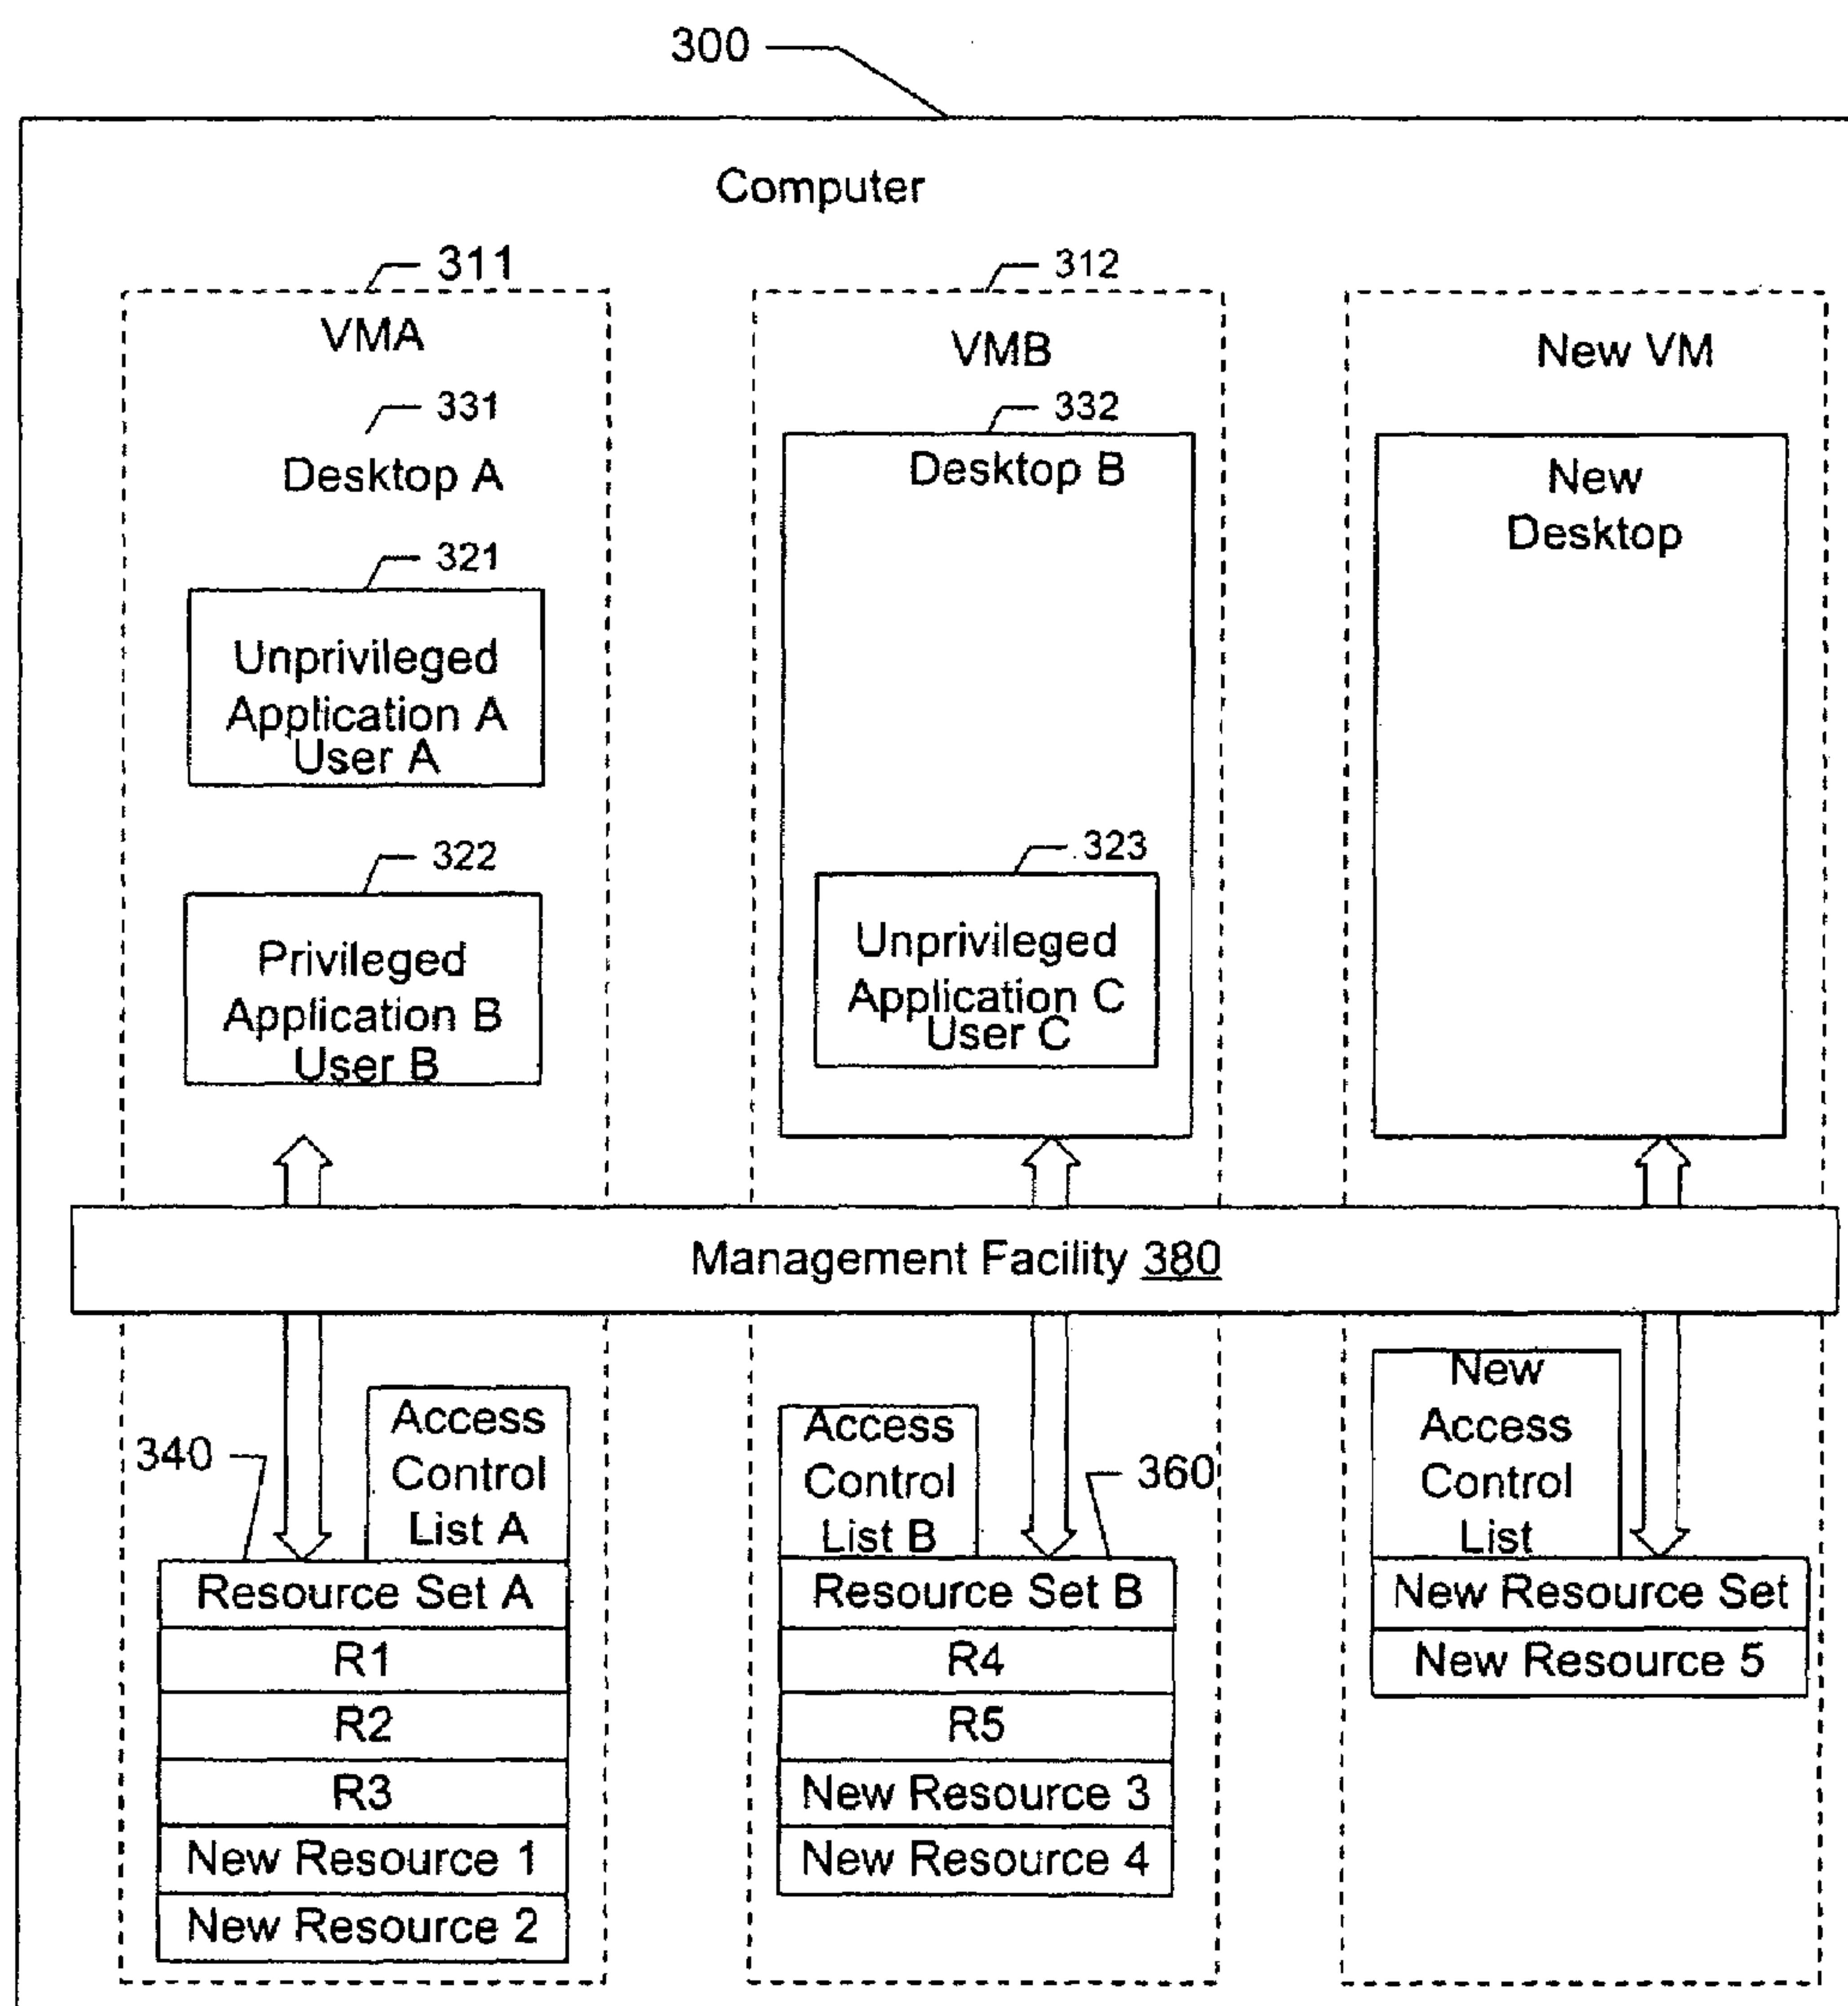 300
Computer
311
VMA
331
Desktop A
321
Unprivileged
Application A
User A
322
Privileged
Application B
User B
312
VMB
332
Desktop B
323
Unprivileged
Application C
User C
New VM
New
Desktop
Management Facility 380
340
Access
Control
List A
Resource Set A
R1
R2
R3
New Resource 1
New Resource 2
Access
Control
List B
360
Resource Set B
R4
R5
New Resource 3
New Resource 4
New
Access
Control
List
New Resource Set
New Resource 5